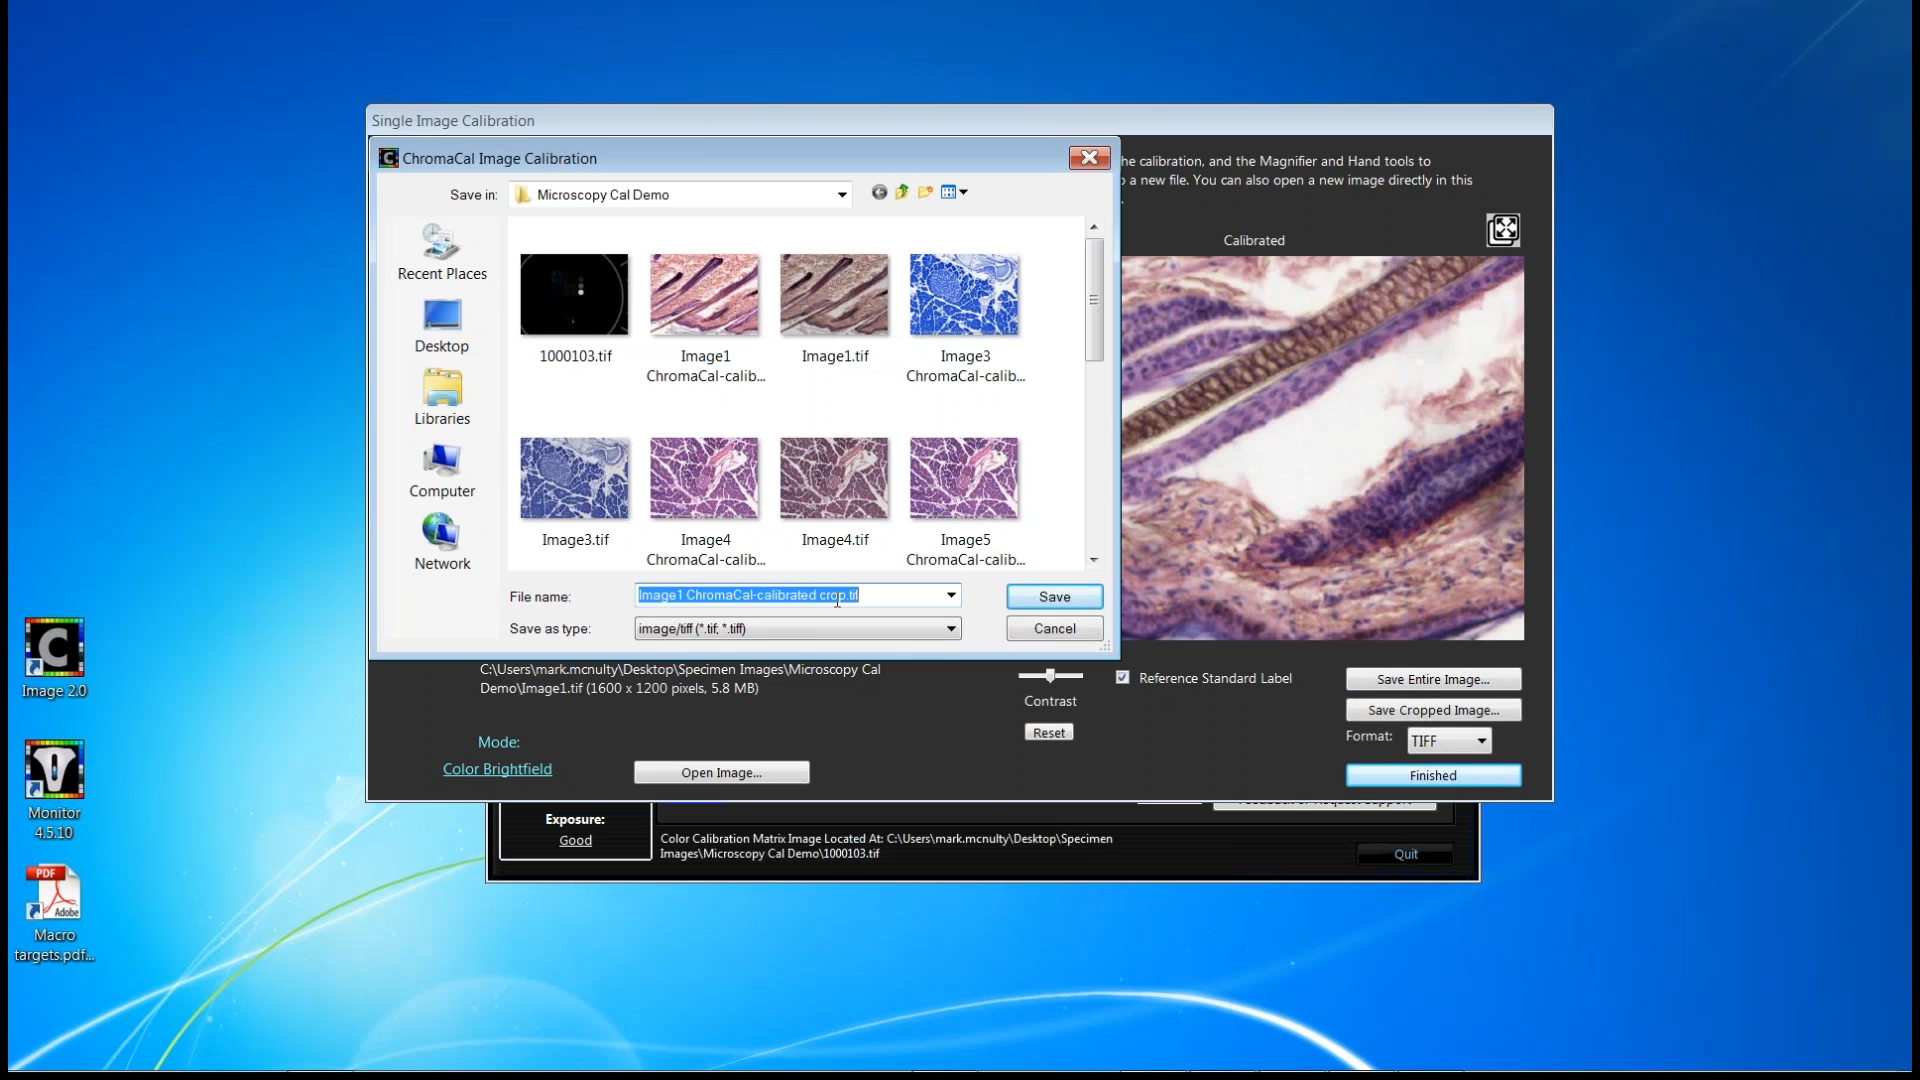 Single Image Calibration
ChromaCal Image Calibration
he calibration, and the Magnifier and Hand tools to
a new file. You can also open a new image directly in this
Save in:
Microscopy Cal Demo
Calibrated
Recent Places
Desktop
Libraries
Computer
Network
1000103.tif
Image1
ChromaCal-calib...
Image1.tif
Image3
ChromaCal-calib...
Image3.tif
Image4
ChromaCal-calib...
Image4.tif
Image5
ChromaCal-calib...
File name:
Image1 ChromaCal-calibrated crop.tif
Save
Save as type:
image/tiff (*.tif; *.tiff)
Cancel
C:\Users\mark.mcnulty\Desktop\Specimen Images\Microscopy Cal
Demo\Image1.tif (1600 x 1200 pixels, 5.8 MB)
Contrast
Reset
Reference Standard Label
Save Entire Image...
Save Cropped Image...
Format:
TIFF
Mode:
Color Brightfield
Open Image...
Finished
Exposure:
Good
Color Calibration Matrix Image Located At: C:\Users\mark.mcnulty\Desktop\Specimen
Images\Microscopy Cal Demo\1000103.tif
Quit
Image 2.0
Monitor
4.5.10
PDF
Adobe
Macro
targets.pdf...